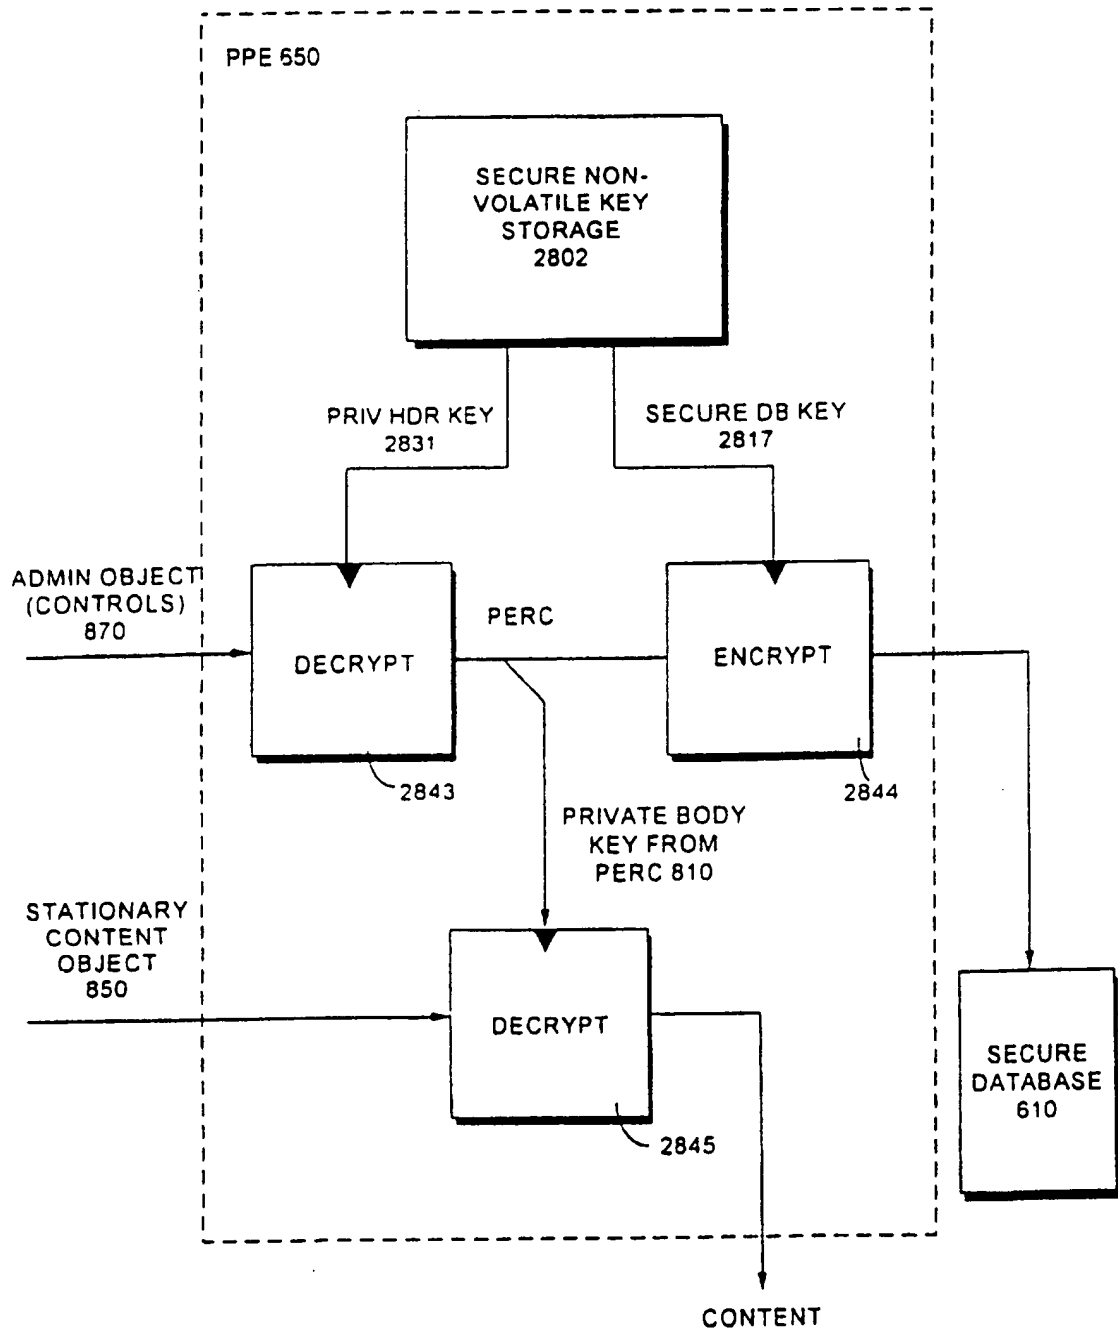 PPE 650
SECURE NON-
VOLATILE KEY
STORAGE
2802
PRIV HDR KEY
2831
SECURE DB KEY
2817
ADMIN OBJECT
(CONTROLS)
870
DECRYPT
PERC
ENCRYPT
2843
2844
PRIVATE BODY
KEY FROM
PERC 810
STATIONARY
CONTENT
OBJECT
850
DECRYPT
2845
SECURE
DATABASE
610
CONTENT